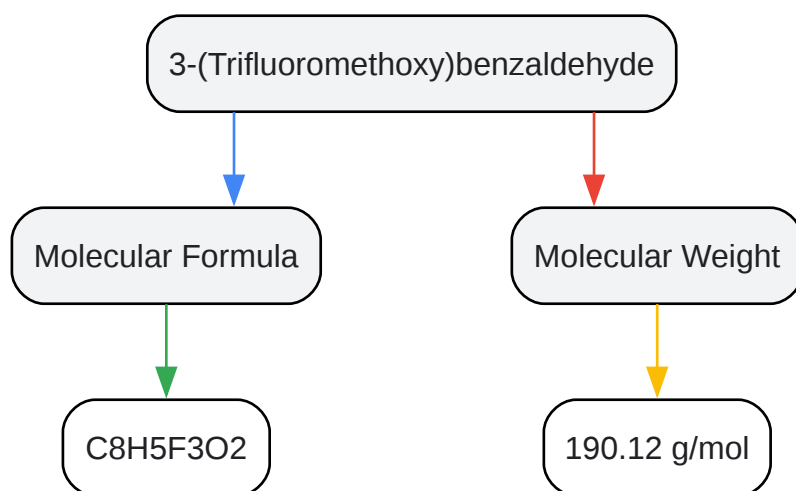 3-(Trifluoromethoxy)benzaldehyde
Molecular Formula
Molecular Weight
C8H5F3O2
190.12 g/mol